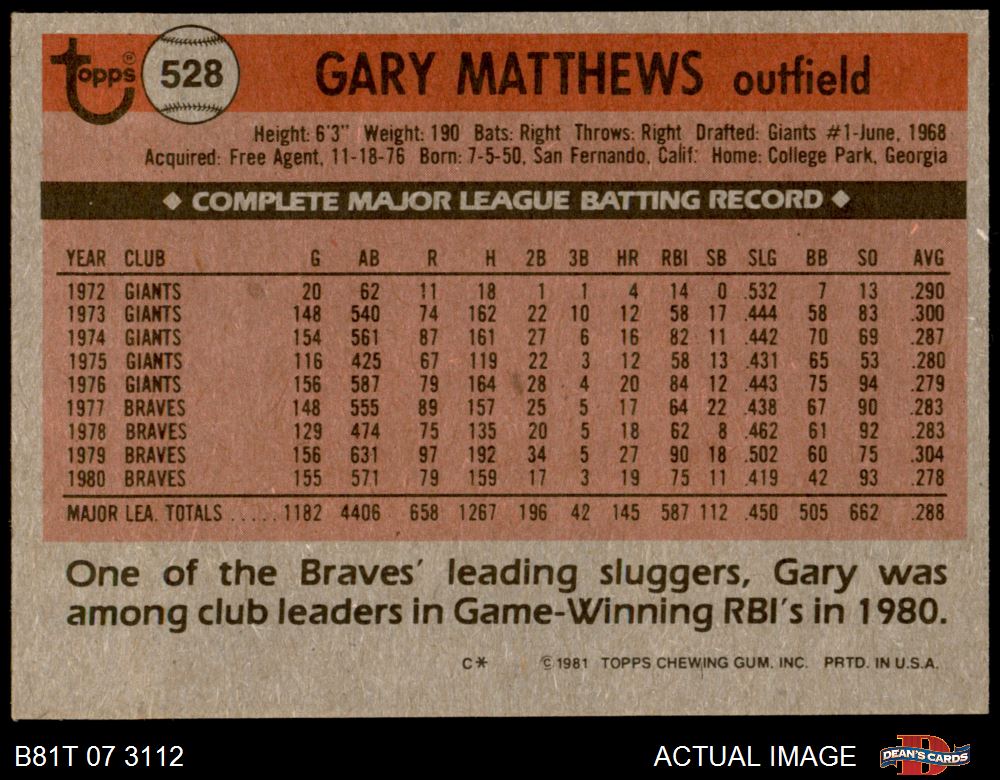 Topps® 528 GARY MATTHEWS outfield
Height: 6'3" Weight: 190 Bats: Right Throws: Right Drafted: Giants #1-June, 1968
Acquired: Free Agent, 11-18-76 Born: 7-5-50, San Fernando, Calif: Home: College Park, Georgia
◆ COMPLETE MAJOR LEAGUE BATTING RECORD ◆
YEAR CLUB G AB R H 2B 3B HR RBI SB SLG BB SO AVG
1972 GIANTS 20 62 11 18 1 1 4 14 0 .532 7 13 .290
1973 GIANTS 148 540 74 162 22 10 12 58 17 .444 58 83 .300
1974 GIANTS 154 561 87 161 27 6 16 82 11 .442 70 69 .287
1975 GIANTS 116 425 67 119 22 3 12 58 13 .431 65 53 .280
1976 GIANTS 156 587 79 164 28 4 20 84 12 .443 75 94 .279
1977 BRAVES 148 555 89 157 25 5 17 64 22 .438 67 90 .283
1978 BRAVES 129 474 75 135 20 5 18 62 8 .462 61 92 .283
1979 BRAVES 156 631 97 192 34 5 27 90 18 .502 60 75 .304
1980 BRAVES 155 571 79 159 17 3 19 75 11 .419 42 93 .278
MAJOR LEA. TOTALS ..... 1182 4406 658 1267 196 42 145 587 112 .450 505 662 .288
One of the Braves' leading sluggers, Gary was
among club leaders in Game-Winning RBI's in 1980.
C* © 1981 TOPPS CHEWING GUM. INC. PRTD. IN U.S.A.
B81T 07 3112 ACTUAL IMAGE DEAN'S CARDS